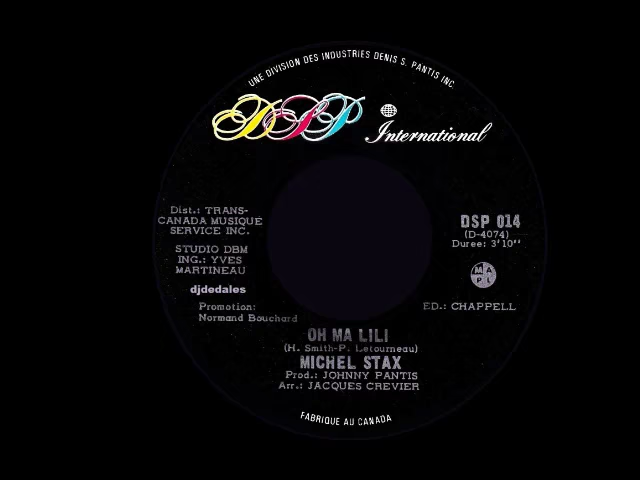 UNE DIVISION DES INDUSTRIES DENIS S. PANTIS INC.
DSP International
Dist.: TRANS-
CANADA MUSIQUE
SERVICE INC.
STUDIO DBM
ING.: YVES
MARTINEAU
djdedales
Promotion:
Normand Bouchard
DSP 014
(D-4074)
Duree: 3'10"
M A
P L
ED.: CHAPPELL
OH MA LILI
(H. Smith-P. Letourneau)
MICHEL STAX
Prod.: JOHNNY PANTIS
Arr.: JACQUES CREVIER
FABRIQUE AU CANADA